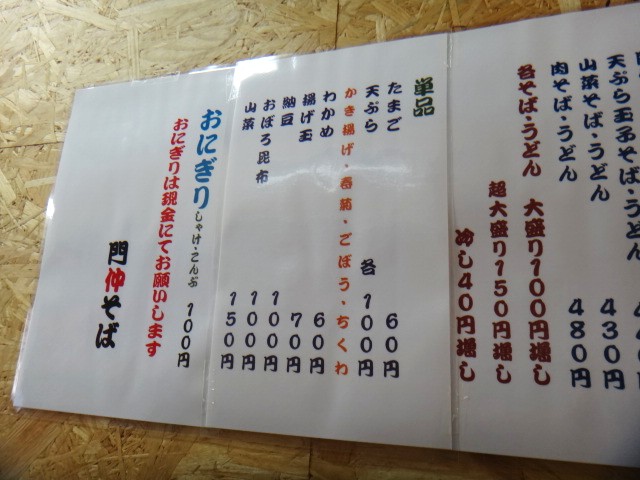 天ぷら玉子そば・うどん
山菜そば・うどん 430円
肉そば・うどん 480円
各そば・うどん 大盛り100円増し
超大盛り150円増し
冷し40円増し
単品
たまご 60円
天ぷら 各100円
かき揚げ・春菊・ごぼう・ちくわ
わかめ 60円
揚げ玉 70円
納豆 100円
おぼろ昆布 100円
山菜 150円
おにぎり しゃけ・こんぶ 100円
おにぎりは現金にてお願いします
門仲そば